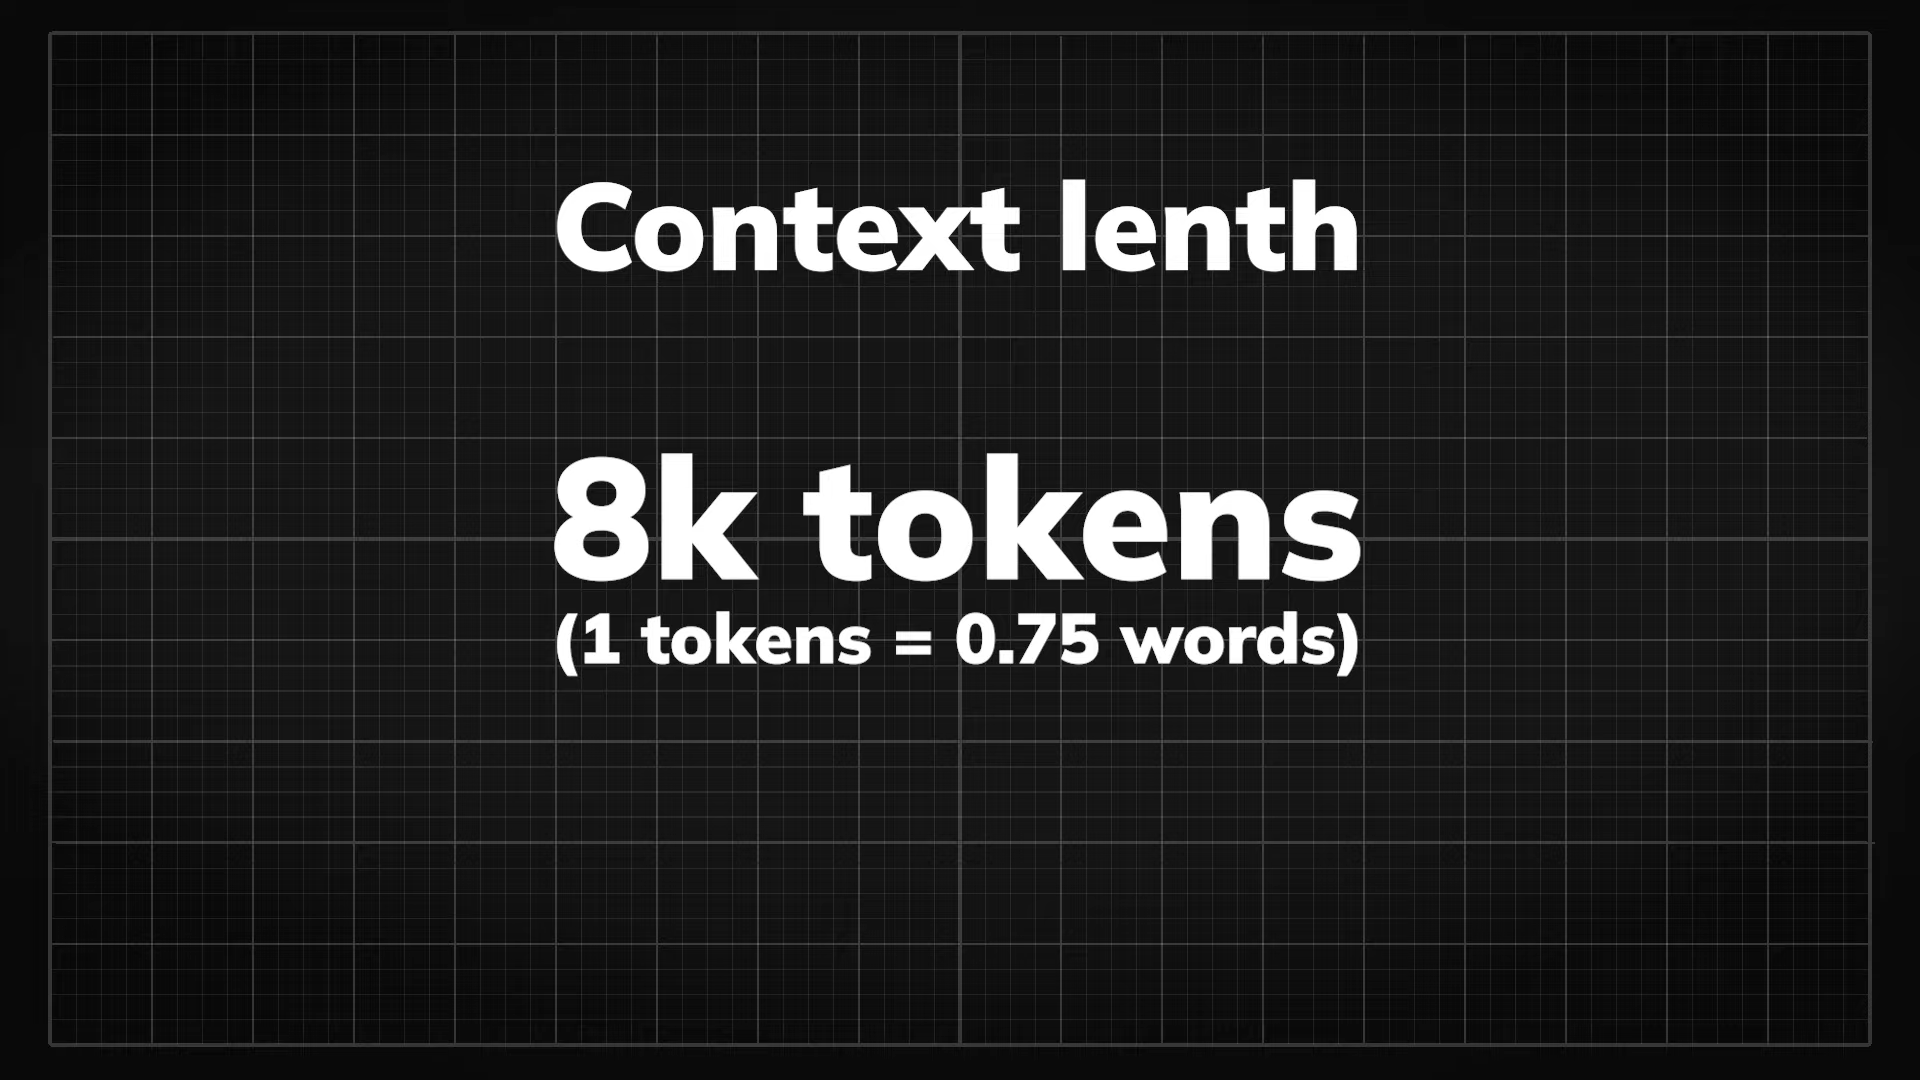 Context lenth
8k tokens
(1 tokens = 0.75 words)